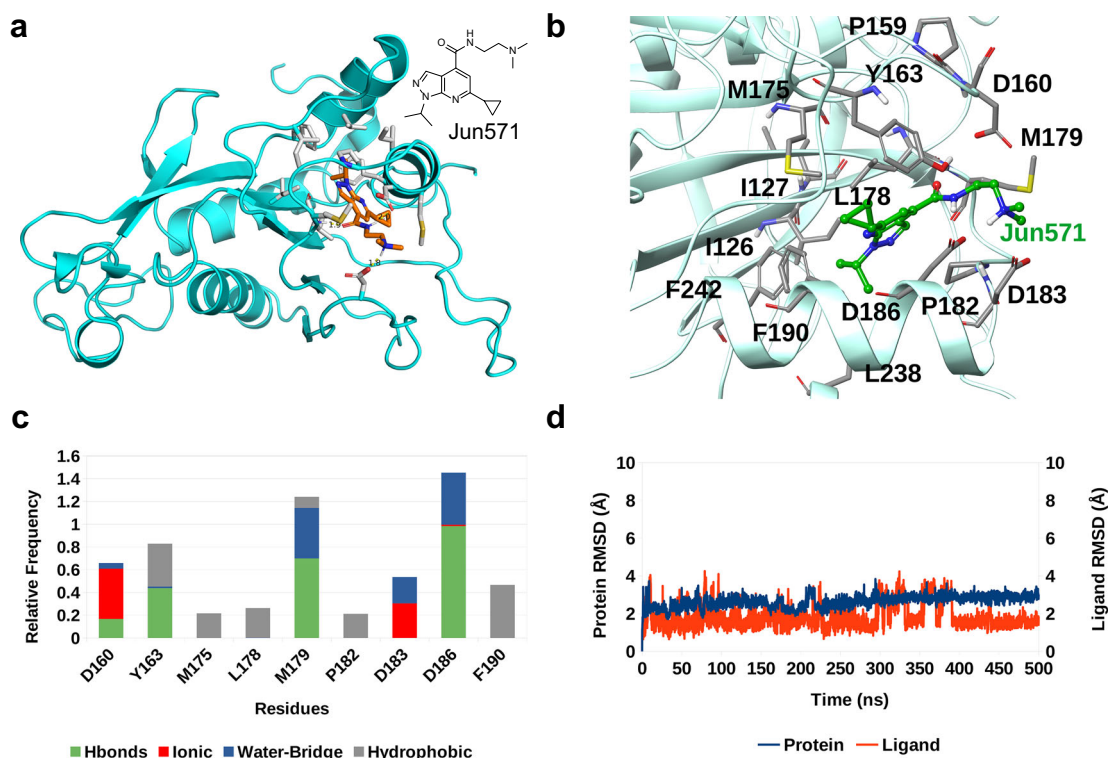 a
O
H
N
N
N
N
N
N
Jun571
1.9
1.8
b
P159
Y163
M175
D160
M179
I127
L178
Jun571
I126
F242
D186
P182
D183
F190
L238
c
Relative Frequency
1.6
1.4
1.2
1
0.8
0.6
0.4
0.2
0
D160 Y163 M175 L178 M179 P182 D183 D186 F190
Residues
Hbonds Ionic Water-Bridge Hydrophobic
d
Protein RMSD (Å)
10 10
8 8
6 6
4 4
2 2
0 0
Ligand RMSD (Å)
0 50 100 150 200 250 300 350 400 450 500
Time (ns)
Protein Ligand